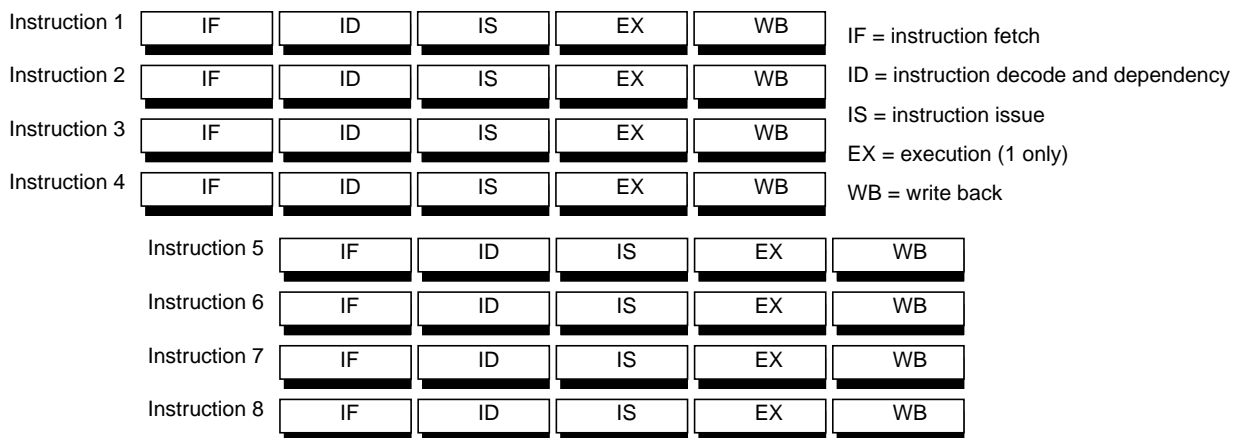 Instruction 1 IF ID IS EX WB
IF = instruction fetch
Instruction 2 IF ID IS EX WB
ID = instruction decode and dependency
Instruction 3 IF ID IS EX WB
IS = instruction issue
EX = execution (1 only)
Instruction 4 IF ID IS EX WB
WB = write back
Instruction 5 IF ID IS EX WB
Instruction 6 IF ID IS EX WB
Instruction 7 IF ID IS EX WB
Instruction 8 IF ID IS EX WB